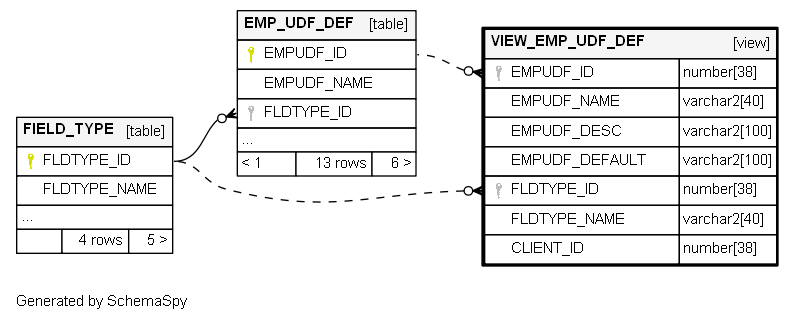 EMP_UDF_DEF [table]
EMPUDF_ID
EMPUDF_NAME
FLDTYPE_ID
...
< 1 13 rows 6 >
VIEW_EMP_UDF_DEF [view]
EMPUDF_ID number[38]
EMPUDF_NAME varchar2[40]
EMPUDF_DESC varchar2[100]
EMPUDF_DEFAULT varchar2[100]
FLDTYPE_ID number[38]
FLDTYPE_NAME varchar2[40]
CLIENT_ID number[38]
FIELD_TYPE [table]
FLDTYPE_ID
FLDTYPE_NAME
...
4 rows 5 >
Generated by SchemaSpy